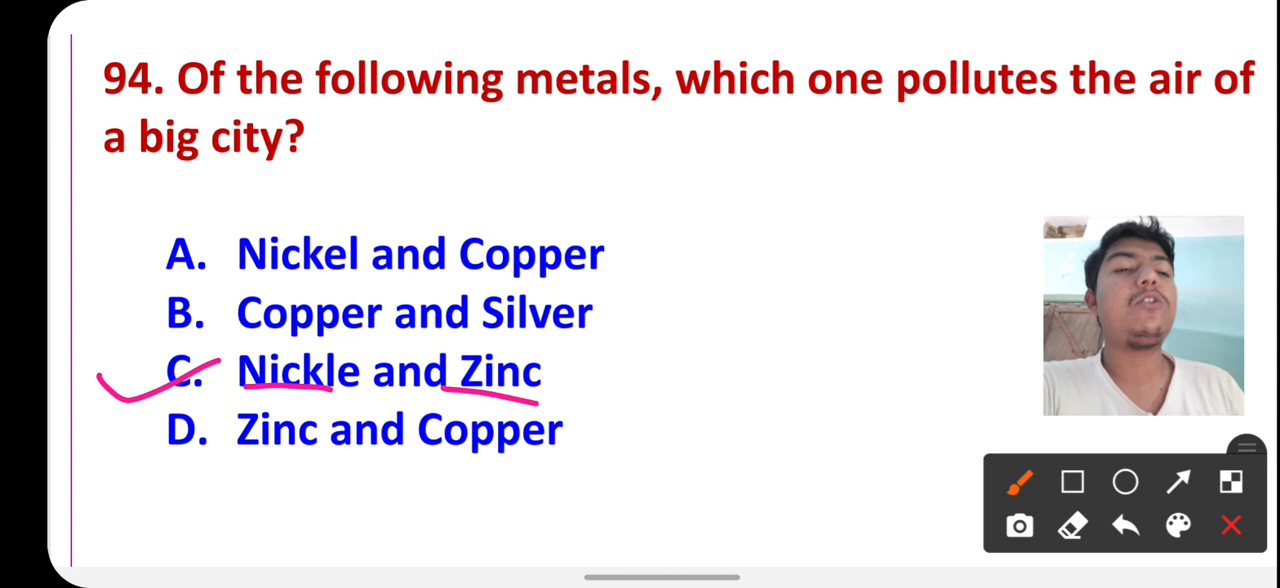 94. Of the following metals, which one pollutes the air of
a big city?
A. Nickel and Copper
B. Copper and Silver
C. Nickle and Zinc
D. Zinc and Copper